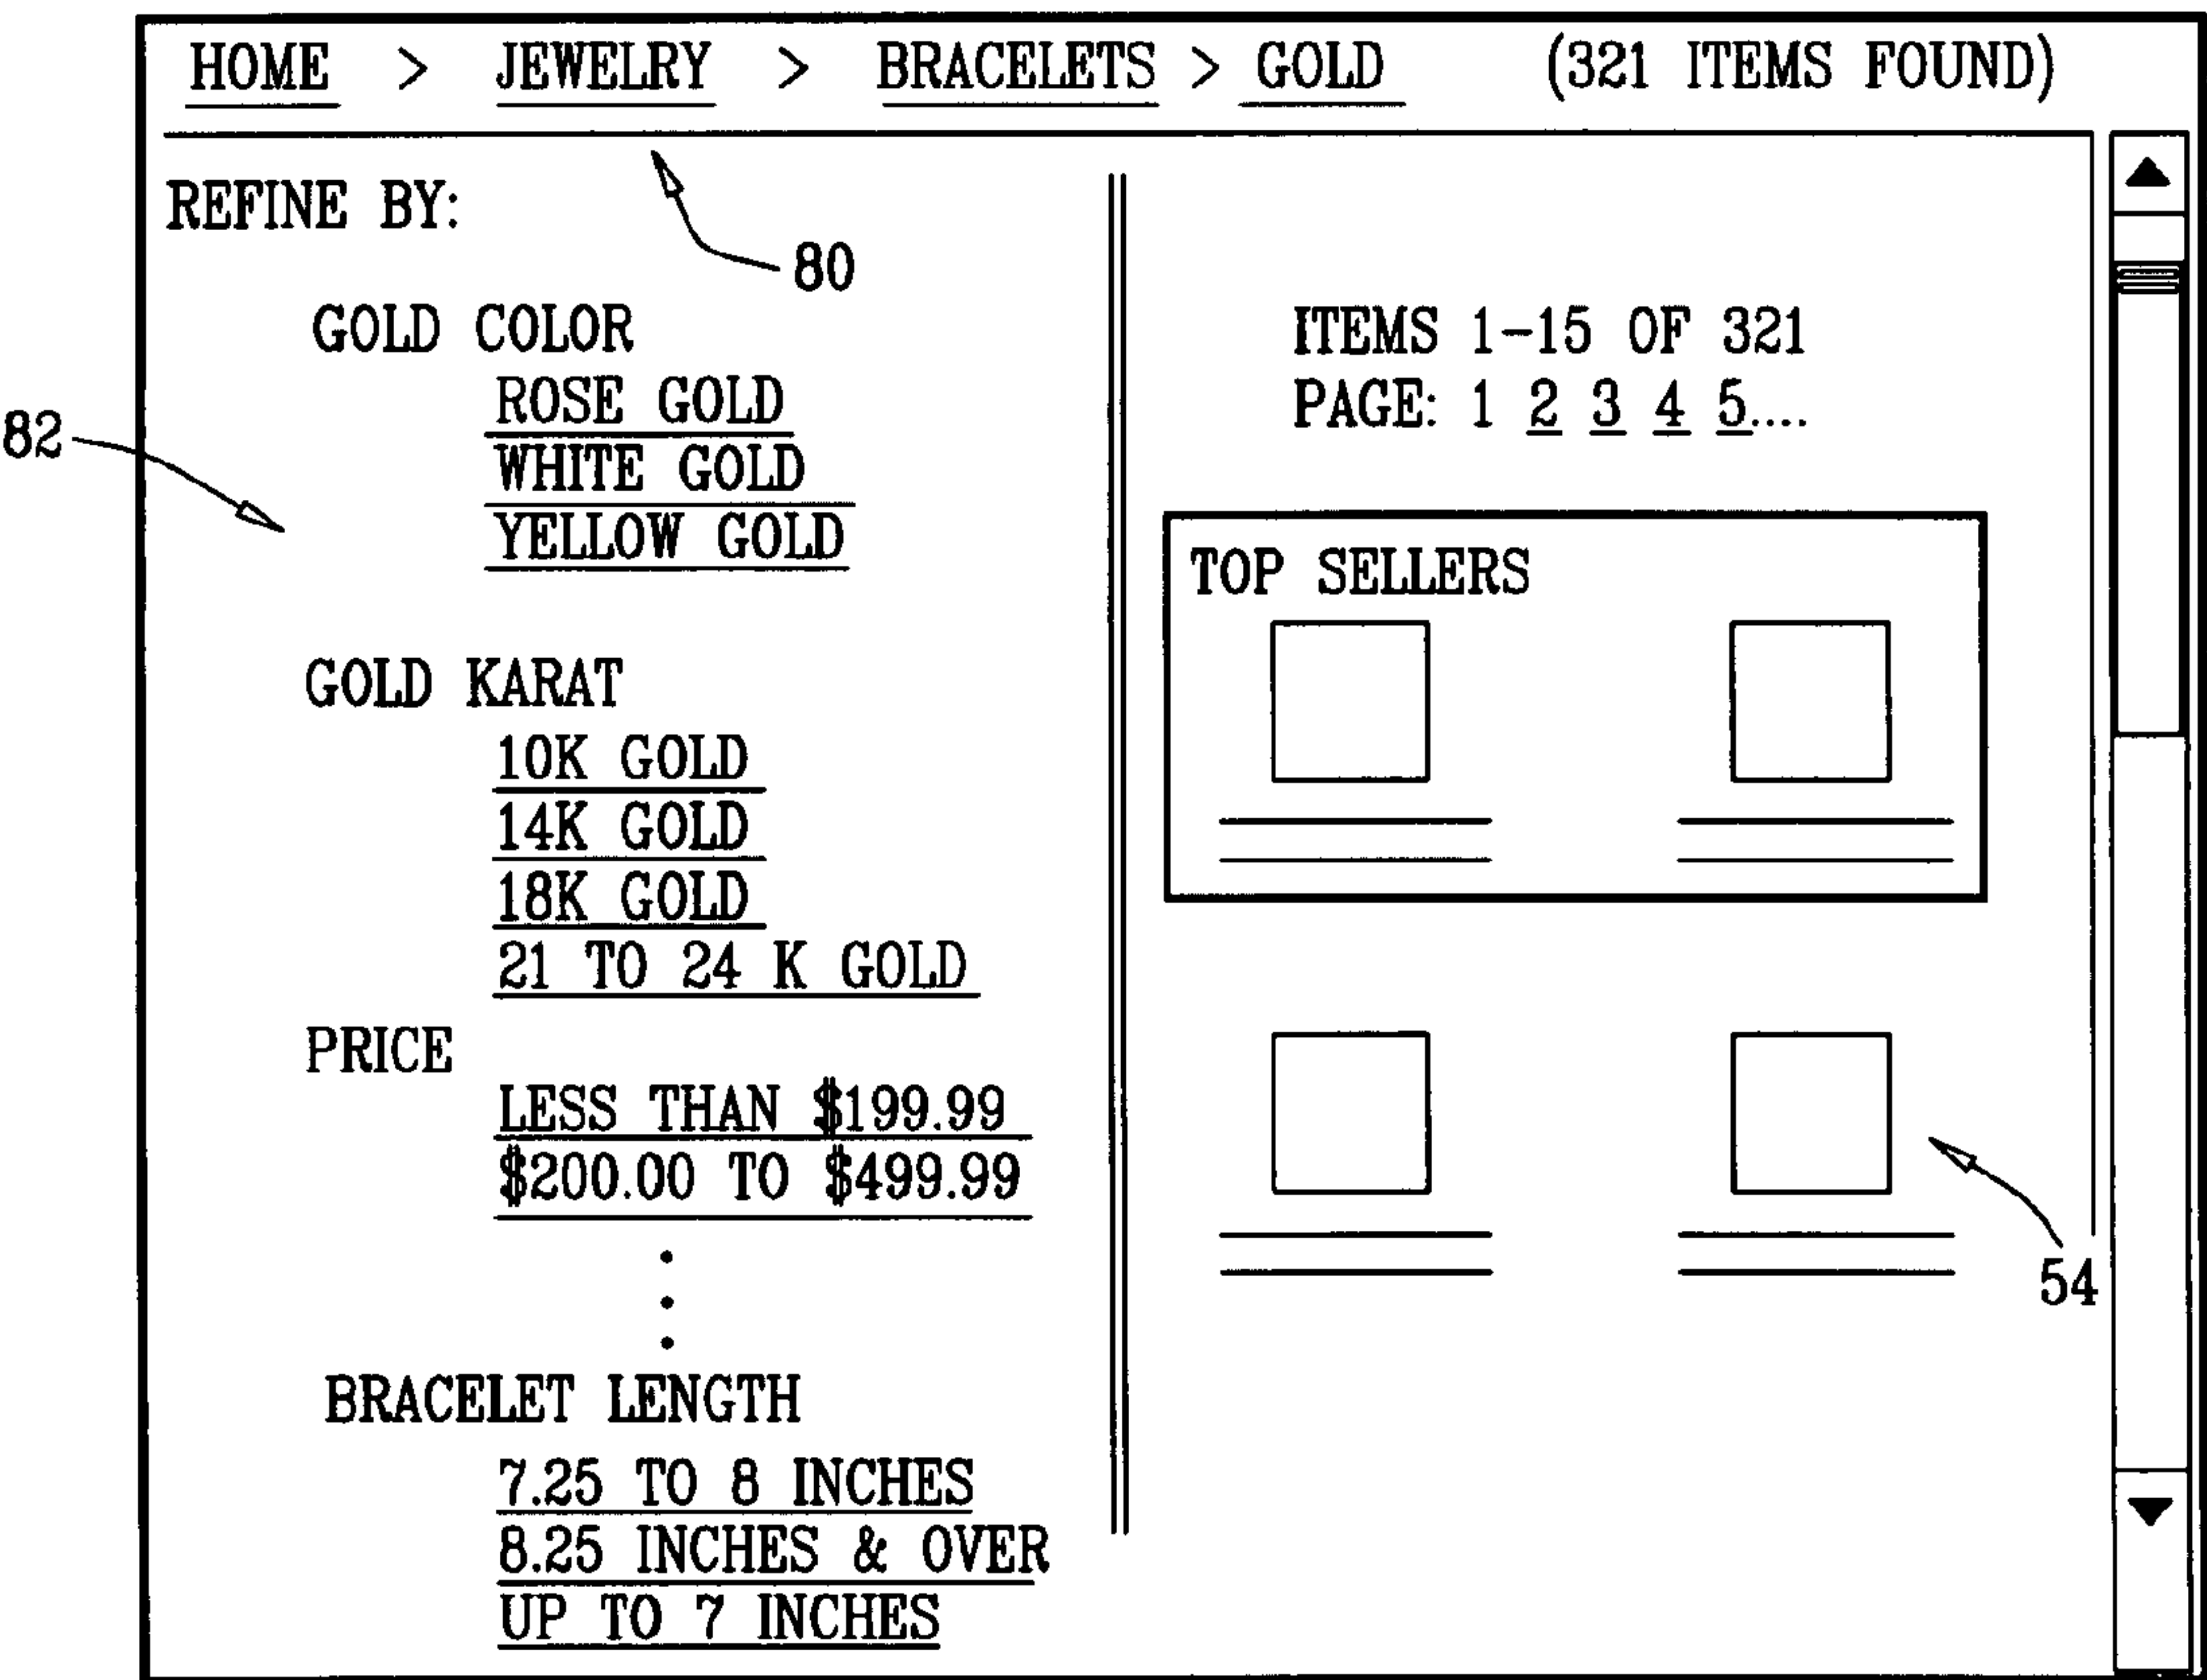 HOME > JEWELRY > BRACELETS > GOLD (321 ITEMS FOUND)
REFINE BY:
80
GOLD COLOR
ROSE GOLD
WHITE GOLD
YELLOW GOLD
82
GOLD KARAT
10K GOLD
14K GOLD
18K GOLD
21 TO 24 K GOLD
PRICE
LESS THAN $199.99
$200.00 TO $499.99
BRACELET LENGTH
7.25 TO 8 INCHES
8.25 INCHES & OVER
UP TO 7 INCHES
ITEMS 1-15 OF 321
PAGE: 1 2 3 4 5....
TOP SELLERS
54